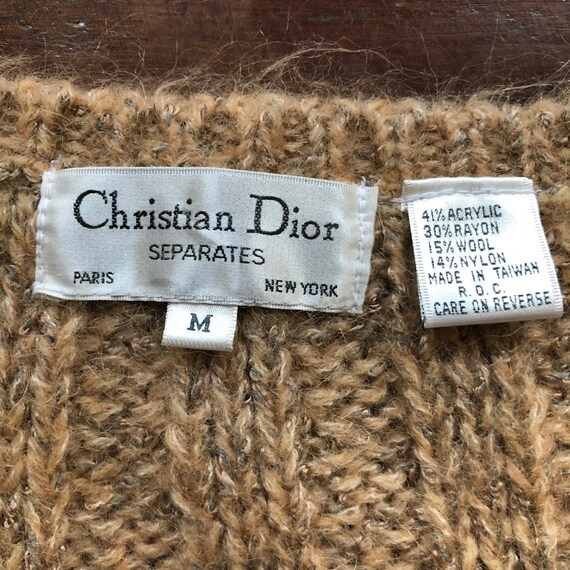 Christian Dior
SEPARATES
PARIS NEW YORK
M
41% ACRYLIC
30% RAYON
15% WOOL
14% NYLON
MADE IN TAIWAN
R. O. C.
CARE ON REVERSE